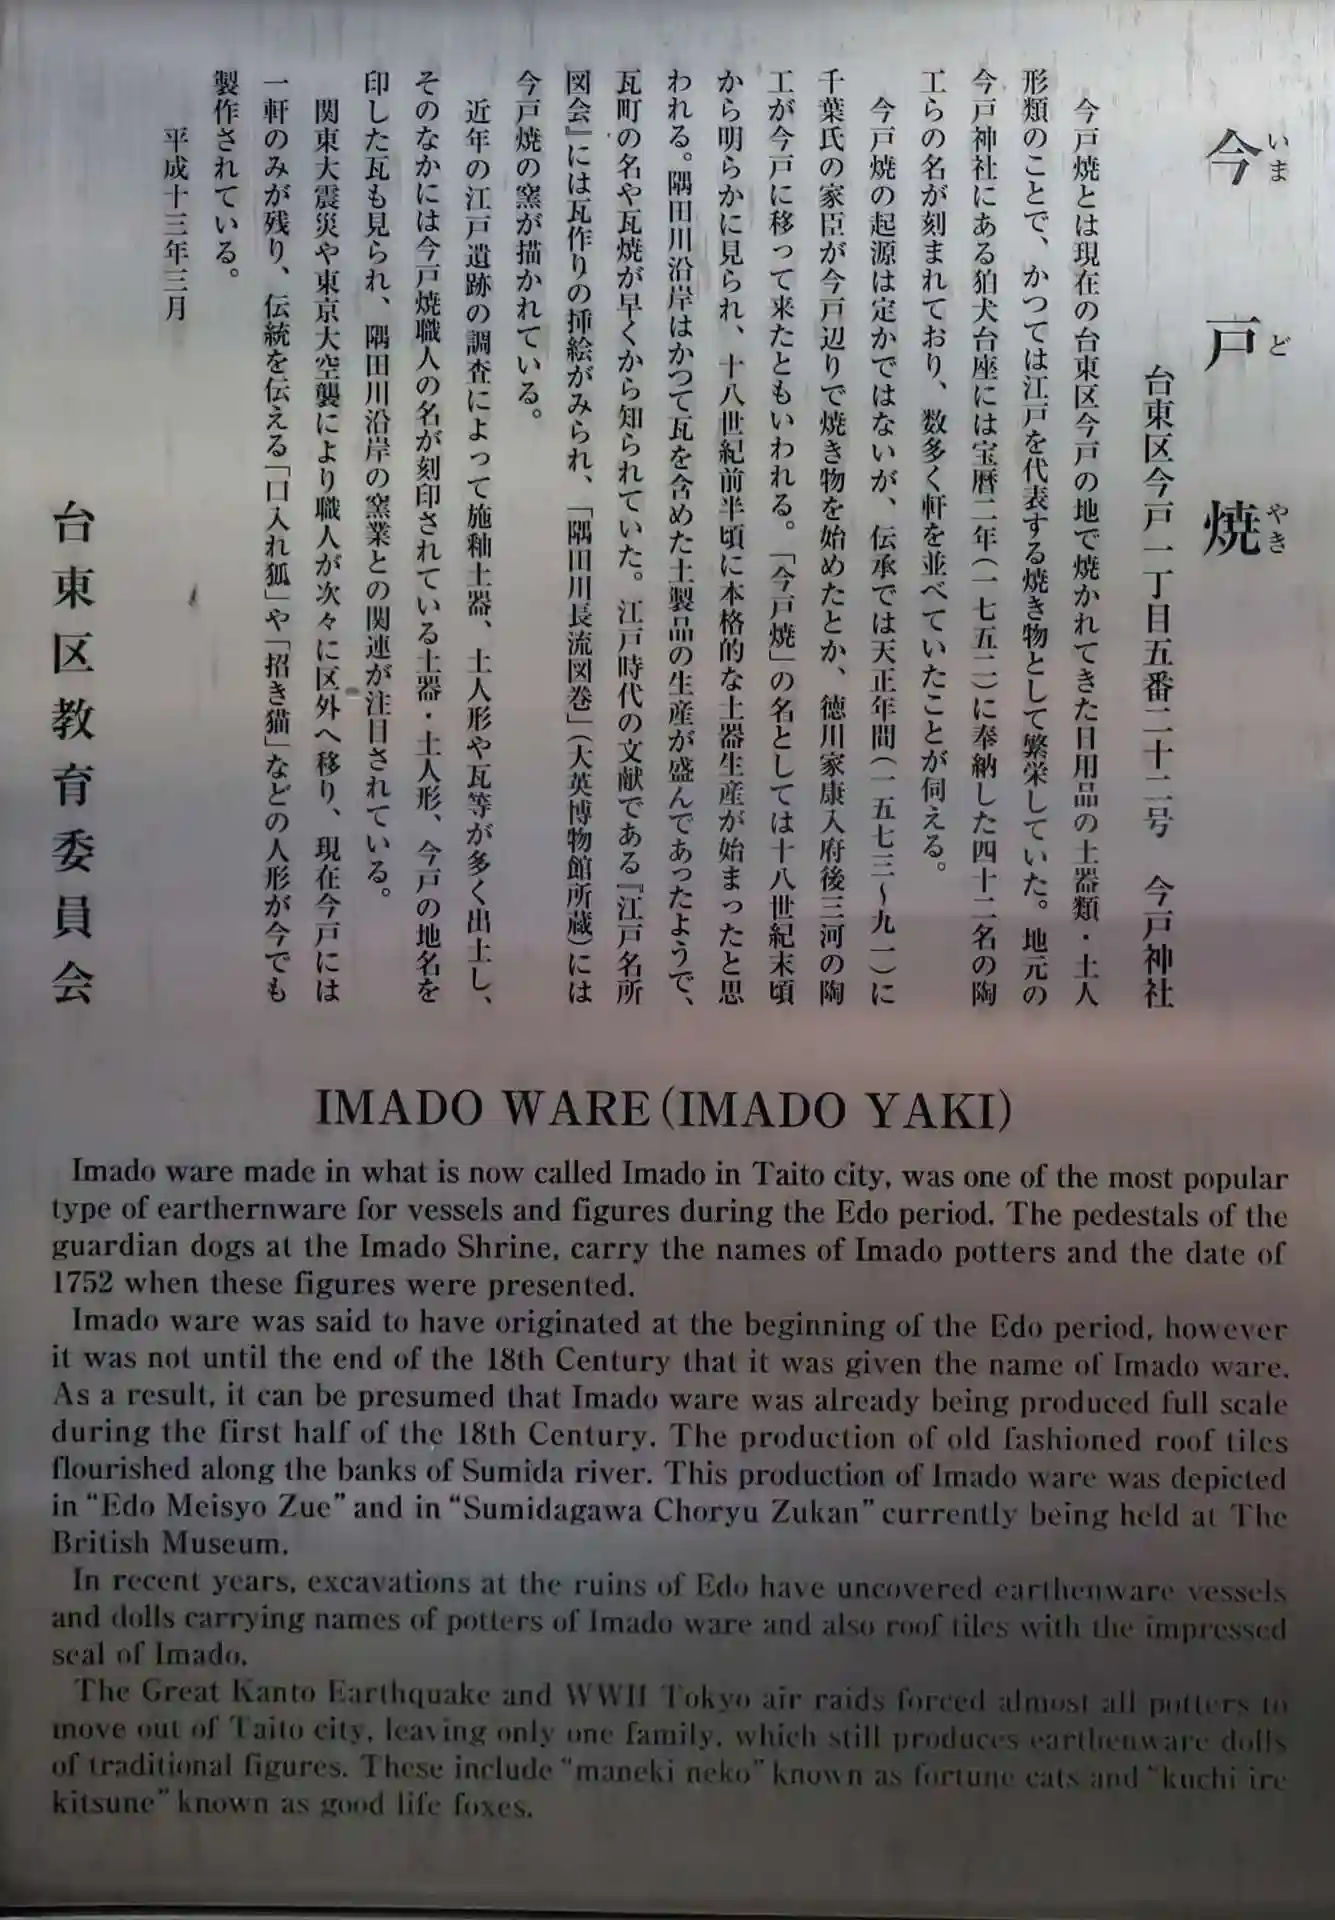 今戸焼
いまどやき
台東区今戸一丁目五番二十二号　今戸神社
今戸焼とは現在の台東区今戸の地で焼かれてきた日用品の土器類・土人
形類のことで、かつては江戸を代表する焼き物として繁栄していた。地元の
今戸神社にある狛犬台座には宝暦二年（一七五二）に奉納した四十二名の陶
工らの名が刻まれており、数多く軒を並べていたことが伺える。
今戸焼の起源は定かではないが、伝承では天正年間（一五七三～九一）に
千葉氏の家臣が今戸辺りで焼き物を始めたとか、徳川家康入府後三河の陶
工が今戸に移って来たともいわれる。「今戸焼」の名としては十八世紀末頃
から明らかに見られ、十八世紀前半頃に本格的な土器生産が始まったと思
われる。隅田川沿岸はかつて瓦を含めた土製品の生産が盛んであったようで、
瓦町の名や瓦焼が早くから知られていた。江戸時代の文献である『江戸名所
図会』には瓦作りの挿絵がみられ、「隅田川長流図巻」（大英博物館所蔵）には
今戸焼の窯が描かれている。
近年の江戸遺跡の調査によって施釉土器、土人形や瓦等が多く出土し、
そのなかには今戸焼職人の名が刻印されている土器・土人形、今戸の地名を
印した瓦も見られ、隅田川沿岸の窯業との関連が注目されている。
関東大震災や東京大空襲により職人が次々に区外へ移り、現在今戸には
一軒のみが残り、伝統を伝える「口入れ狐」や「招き猫」などの人形が今でも
製作されている。
平成十三年三月
台東区教育委員会
IMADO WARE (IMADO YAKI)
Imado ware made in what is now called Imado in Taito city, was one of the most popular
type of earthernware for vessels and figures during the Edo period. The pedestals of the
guardian dogs at the Imado Shrine, carry the names of Imado potters and the date of
1752 when these figures were presented.
Imado ware was said to have originated at the beginning of the Edo period, however
it was not until the end of the 18th Century that it was given the name of Imado ware.
As a result, it can be presumed that Imado ware was already being produced full scale
during the first half of the 18th Century. The production of old fashioned roof tiles
flourished along the banks of Sumida river. This production of Imado ware was depicted
in “Edo Meisyo Zue” and in “Sumidagawa Choryu Zukan” currently being held at The
British Museum.
In recent years, excavations at the ruins of Edo have uncovered earthenware vessels
and dolls carrying names of potters of Imado ware and also roof tiles with the impressed
seal of Imado.
The Great Kanto Earthquake and WWII Tokyo air raids forced almost all potters to
move out of Taito city, leaving only one family, which still produces earthenware dolls
of traditional figures. These include “maneki neko” known as fortune cats and “kuchi ire
kitsune” known as good life foxes.